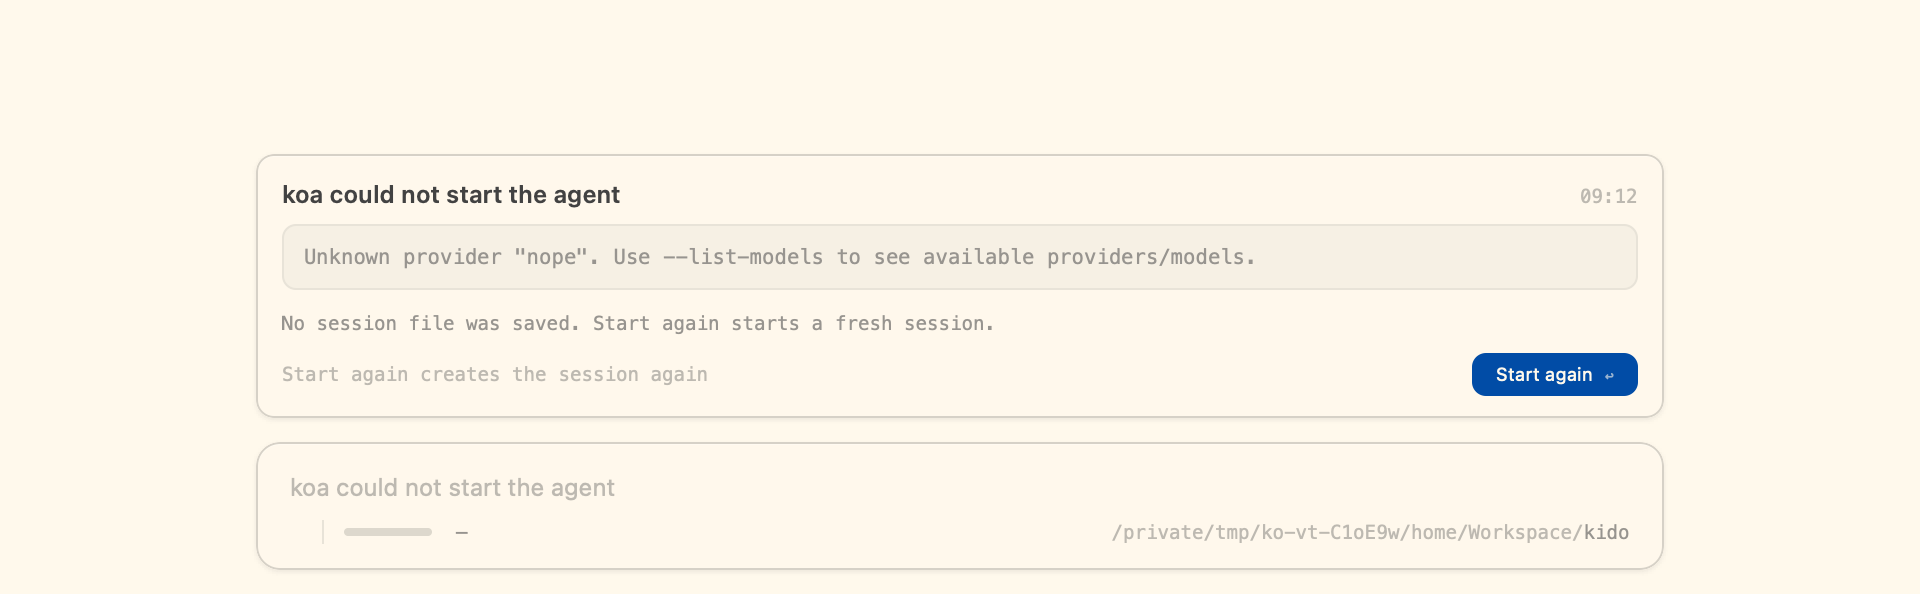 koa could not start the agent
09:12
Unknown provider "nope". Use --list-models to see available providers/models.
No session file was saved. Start again starts a fresh session.
Start again creates the session again
Start again ↩
koa could not start the agent
—
/private/tmp/ko-vt-C1oE9w/home/Workspace/kido